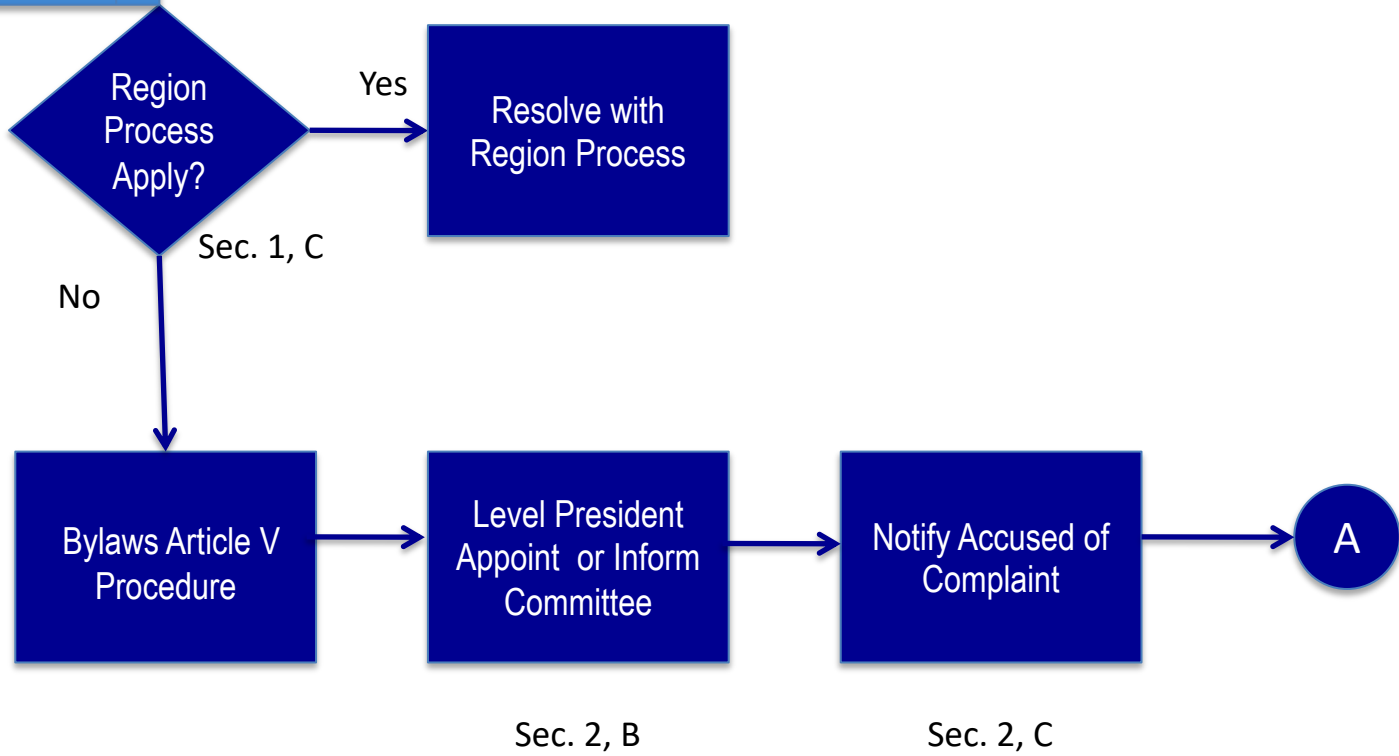 Region
Process
Apply?
Yes
Resolve with
Region Process
Sec. 1, C
No
Bylaws Article V
Procedure
Level President
Appoint or Inform
Committee
Notify Accused of
Complaint
A
Sec. 2, B
Sec. 2, C